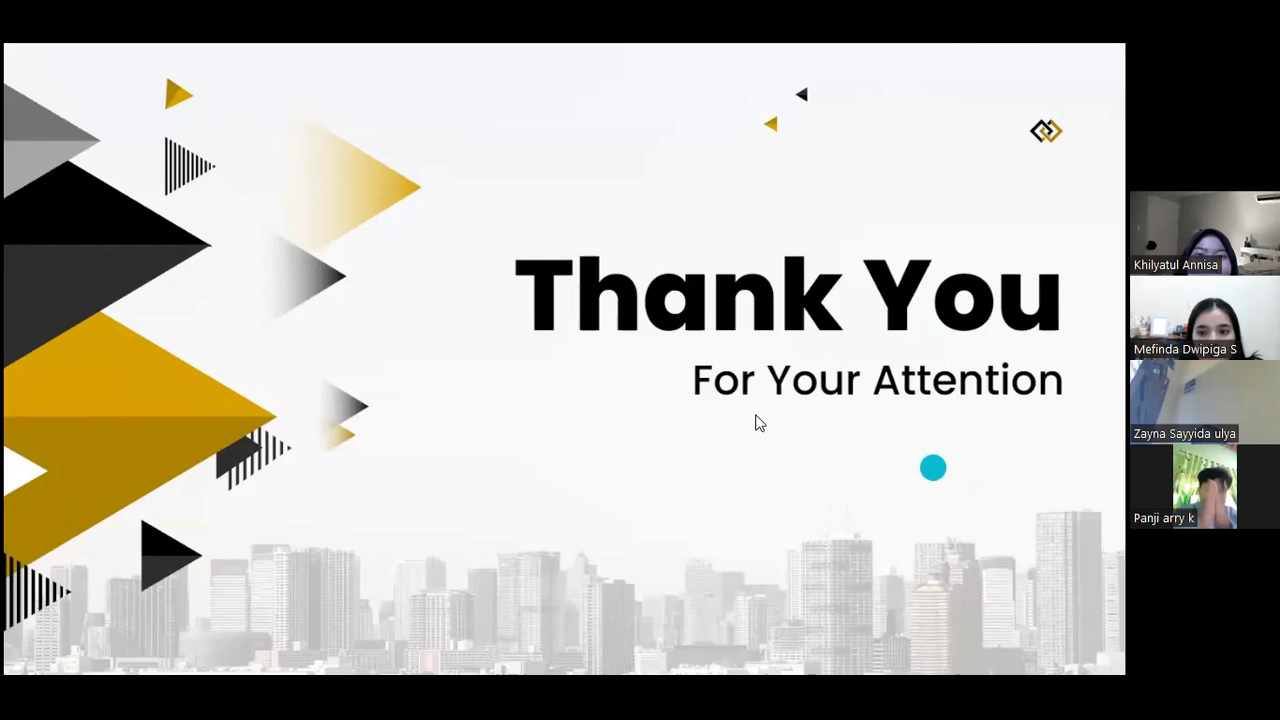 Thank You
For Your Attention
Khilyatul Annisa
Mefinda Dwipiga S
Zayna Sayyida ulya
Panji arry k